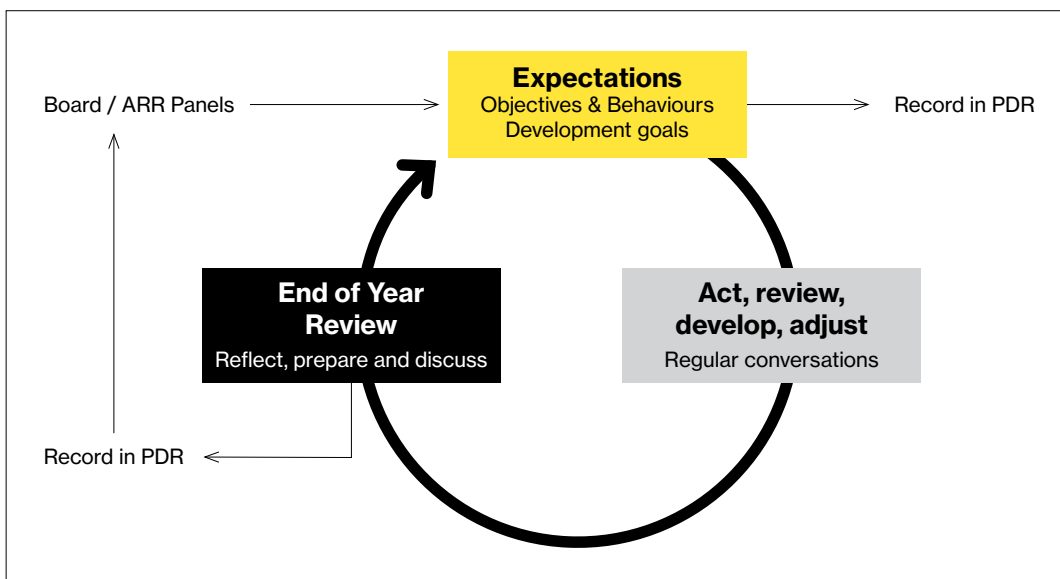 Expectations
Objectives & Behaviours
Development goals
Board / ARR Panels
Record in PDR
End of Year
Review
Reflect, prepare and discuss
Act, review,
develop, adjust
Regular conversations
Record in PDR